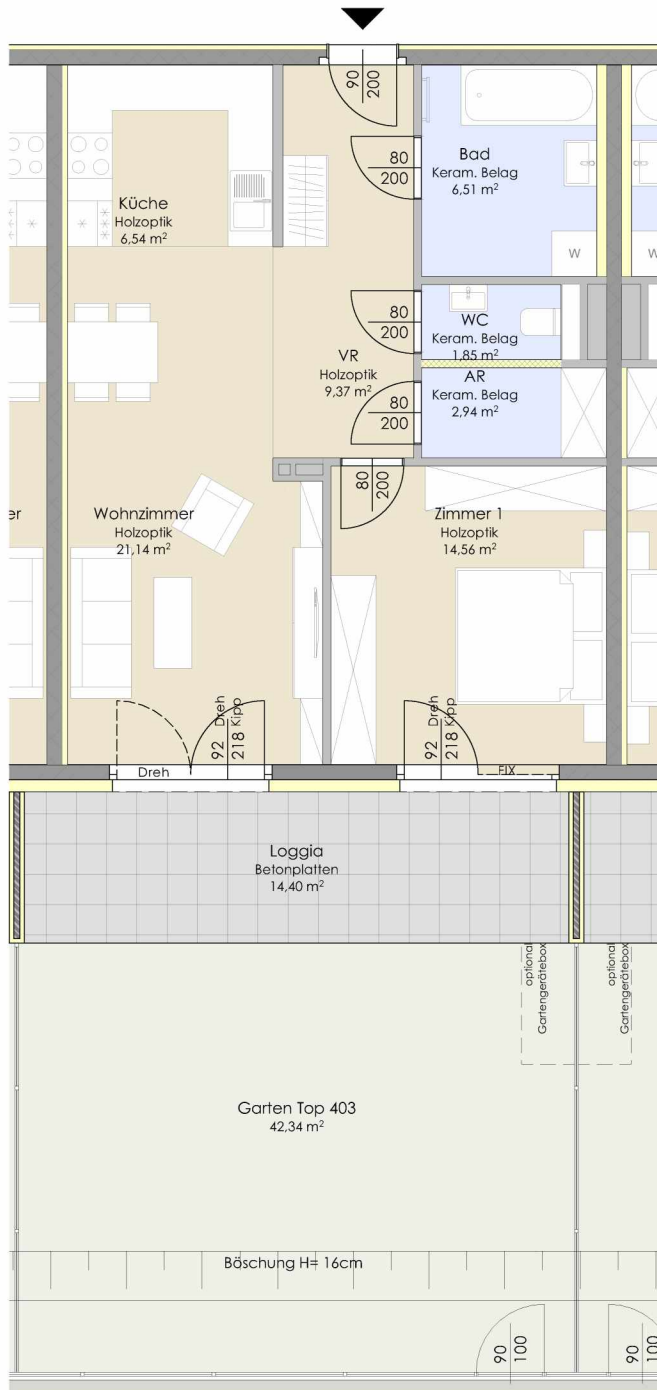 90
200
80
200
Bad
Keram. Belag
6,51 m²
W
W
Küche
Holzoptik
6,54 m²
80
200
WC
Keram. Belag
1,85 m²
VR
Holzoptik
9,37 m²
AR
Keram. Belag
2,94 m²
80
200
80
200
er
Wohnzimmer
Holzoptik
21,14 m²
Zimmer 1
Holzoptik
14,56 m²
92
218
Dreh
Kipp
92
218
Dreh
Kipp
Dreh
FIX
Loggia
Betonplatten
14,40 m²
optional
Gartengerätebox
optional
Gartengerätebox
Garten Top 403
42,34 m²
Böschung H= 16cm
90
100
90
100